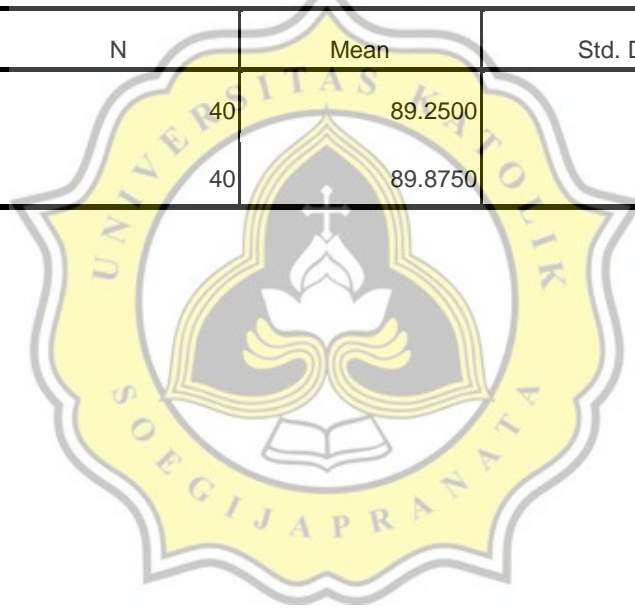 N Mean Std. D
40 89.2500
40 89.8750
UNIVERSITAS KATOLIK
SOEGIJAPRANATA